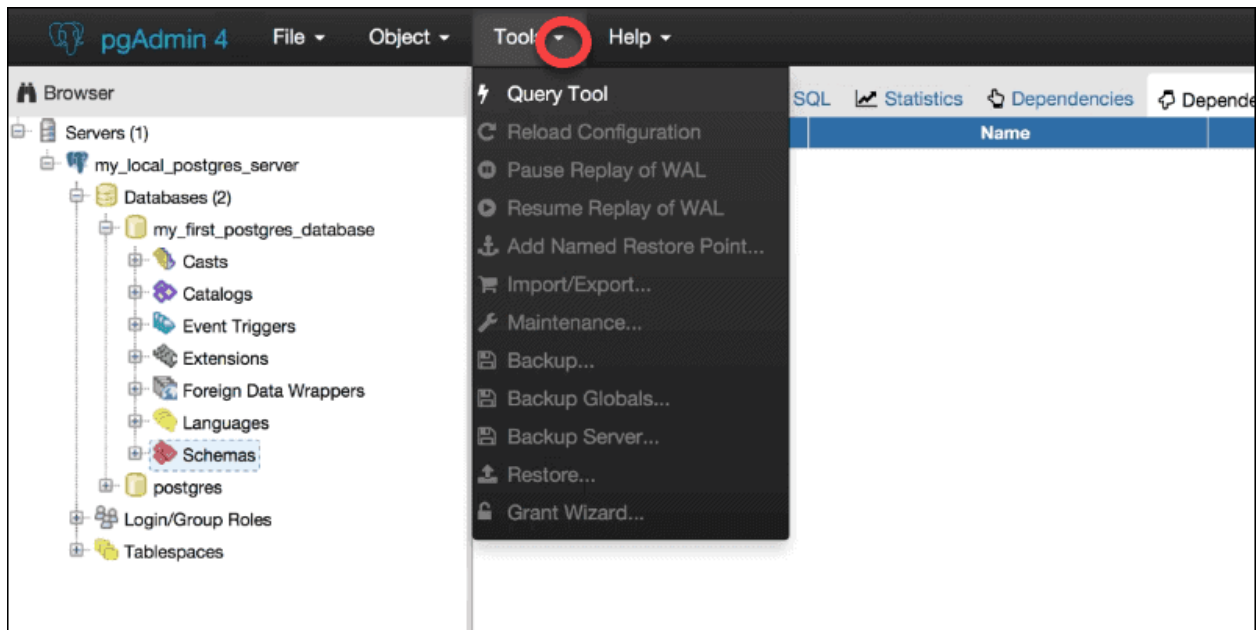 pgAdmin 4 File Object Tools Help
Browser
SQL Statistics Dependencies Depende
Name
Servers (1)
my_local_postgres_server
Databases (2)
my_first_postgres_database
Casts
Catalogs
Event Triggers
Extensions
Foreign Data Wrappers
Languages
Schemas
postgres
Login/Group Roles
Tablespaces
Query Tool
Reload Configuration
Pause Replay of WAL
Resume Replay of WAL
Add Named Restore Point...
Import/Export...
Maintenance...
Backup...
Backup Globals...
Backup Server...
Restore...
Grant Wizard...